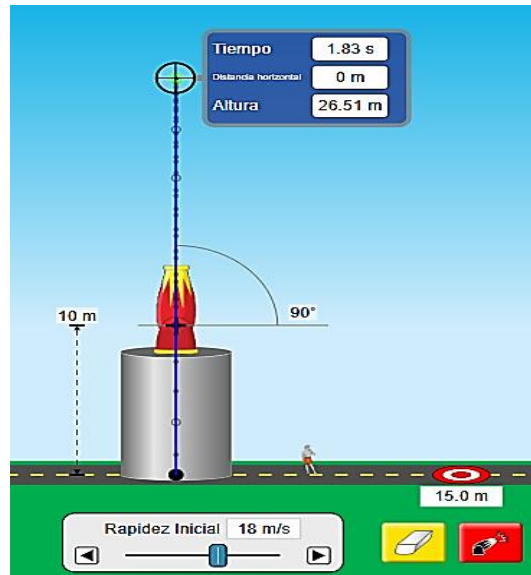 Tiempo 1.83 s
Distancia horizontal 0 m
Altura 26.51 m
90°
10 m
15.0 m
Rapidez Inicial 18 m/s